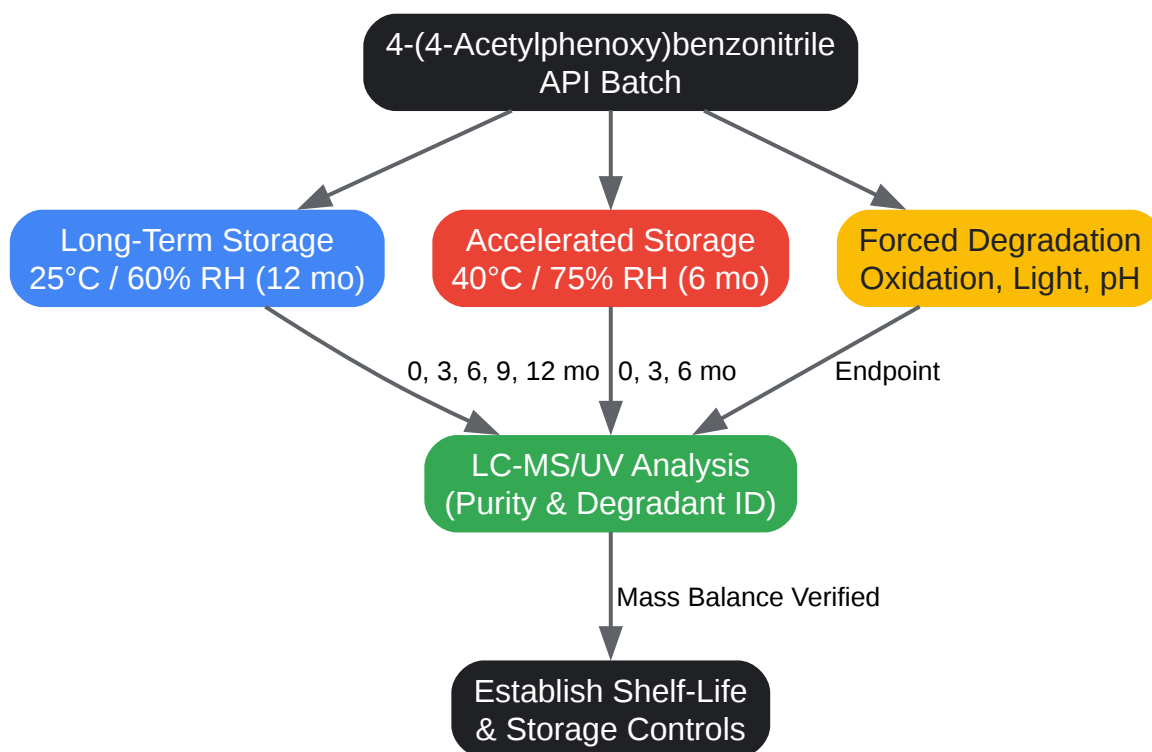 4-(4-Acetylphenoxy)benzonitrile
API Batch
Long-Term Storage
25°C / 60% RH (12 mo)
Accelerated Storage
40°C / 75% RH (6 mo)
Forced Degradation
Oxidation, Light, pH
0, 3, 6, 9, 12 mo
0, 3, 6 mo
Endpoint
LC-MS/UV Analysis
(Purity & Degradant ID)
Mass Balance Verified
Establish Shelf-Life
& Storage Controls